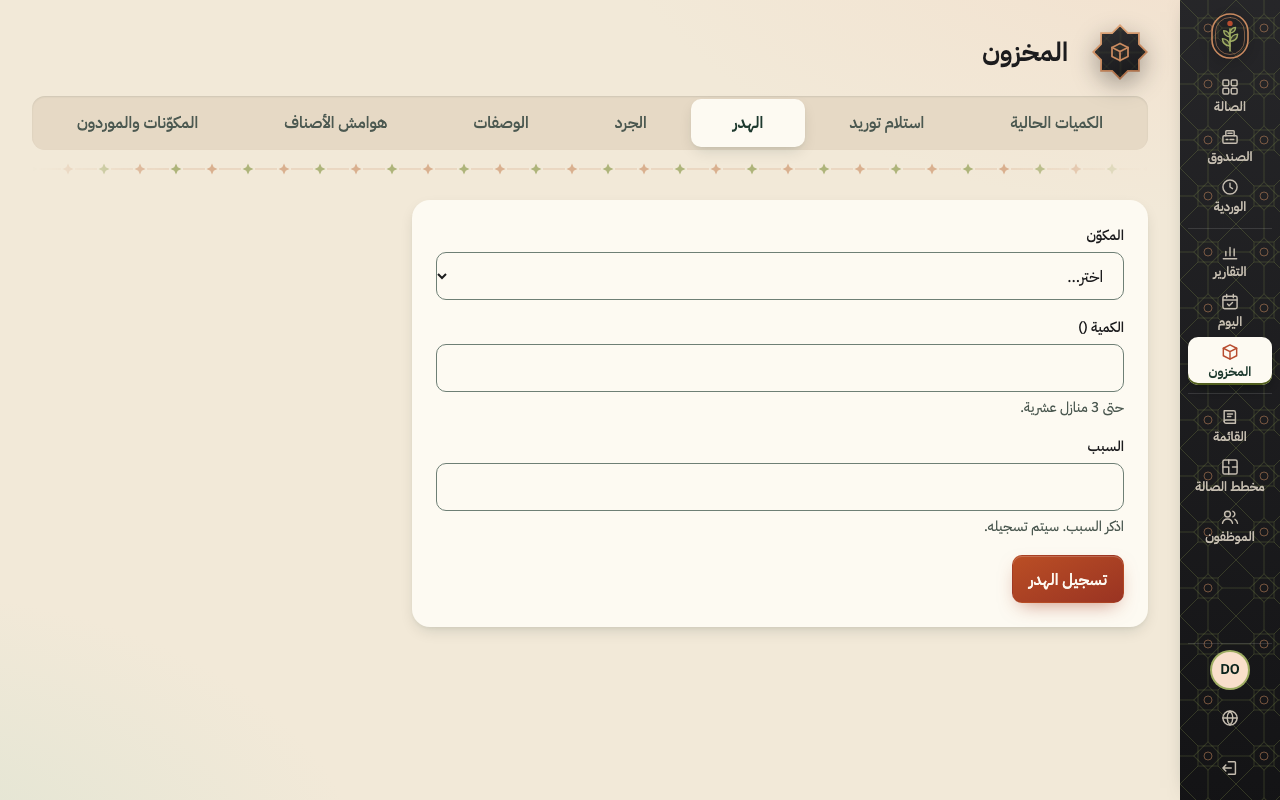 المخزون
الكميات الحالية
استلام توريد
الهدر
الجرد
الوصفات
هوامش الأصناف
المكوّنات والموردون
المكوّن
اختر...
الكمية ()
حتى 3 منازل عشرية.
السبب
اذكر السبب. سيتم تسجيله.
تسجيل الهدر
الصالة
الصندوق
الوردية
التقارير
اليوم
المخزون
القائمة
مخطط الصالة
الموظفون
DO